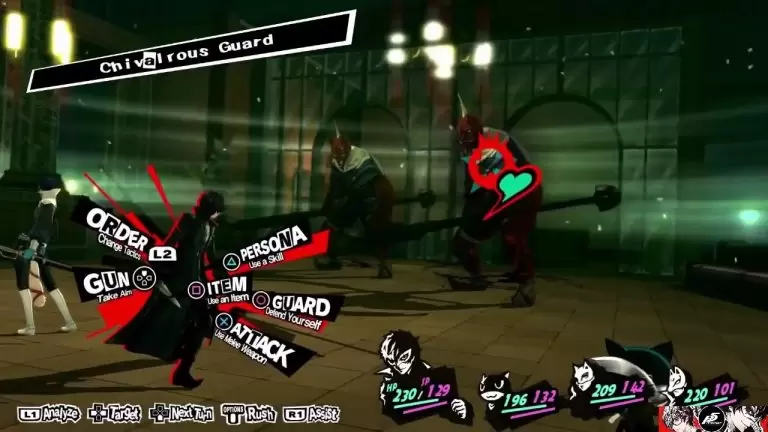 Chivalrous Guard
ORDER
Change Tactics
L2
PERSONA
Use a Skill
GUN
Take Aim
ITEM
Use an Item
GUARD
Defend Yourself
ATTACK
Use Melee Weapon
HP 230/ SP 129
196 132
209 142
220 101
L1 Analyze Target Next Turn OPTIONS Rush R1 Assist
P5